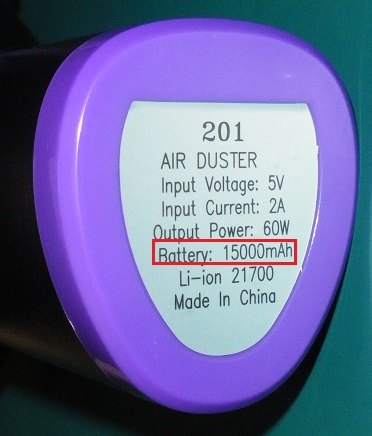 201
AIR DUSTER
Input Voltage: 5V
Input Current: 2A
Output Power: 60W
Battery: 15000mAh
Li-ion 21700
Made In China